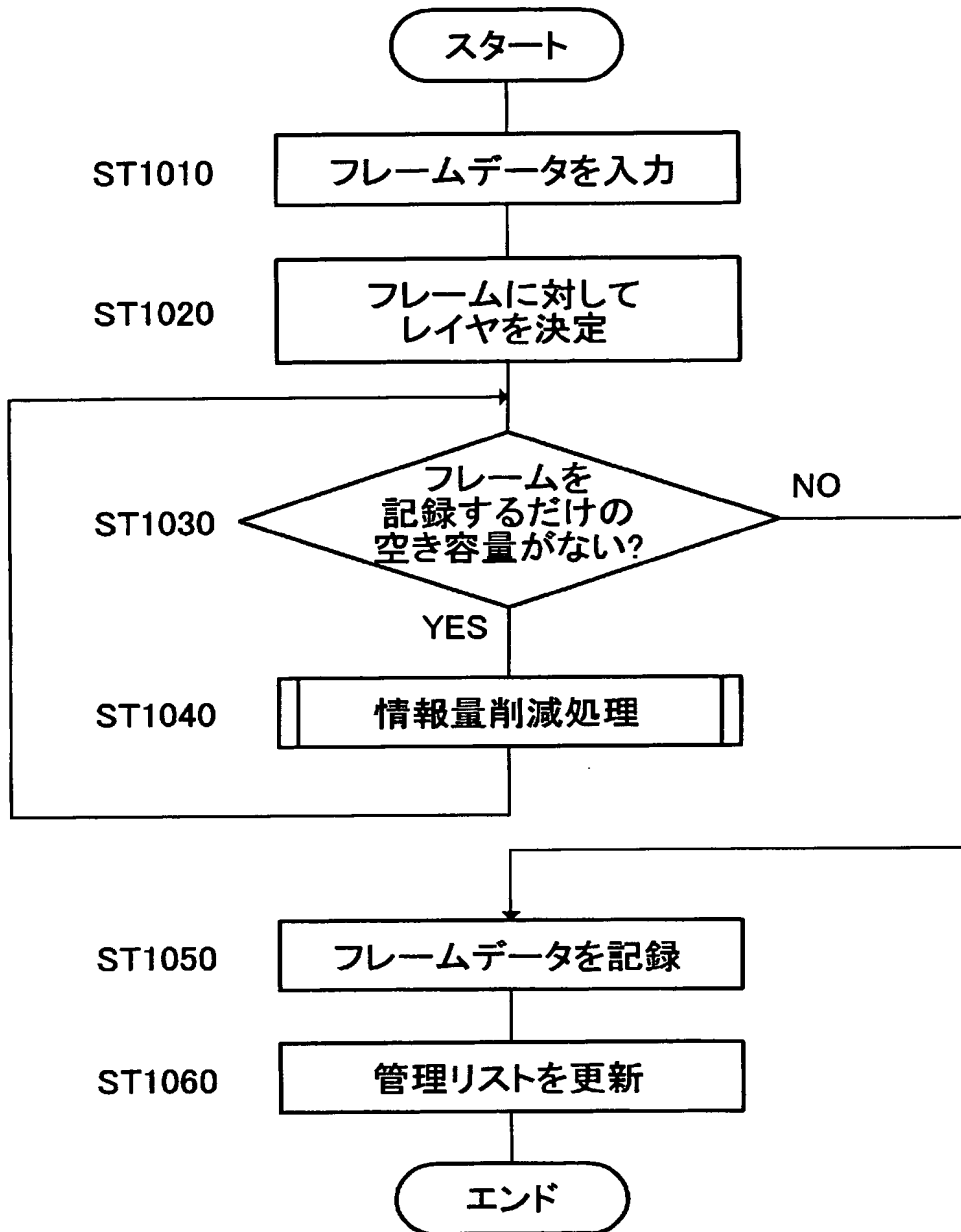 スタート
ST1010
フレームデータを入力
ST1020
フレームに対して
レイヤを決定
ST1030
フレームを
記録するだけの
空き容量がない?
NO
YES
ST1040
情報量削減処理
ST1050
フレームデータを記録
ST1060
管理リストを更新
エンド